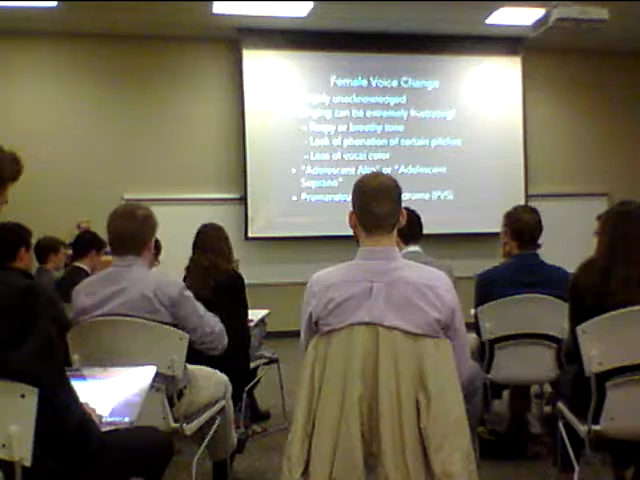 Female Voice Change
unacknowledged
can be extremely frustrating!
- Raspy or breathy tone
- Lack of phonation of certain pitches
- Loss of vocal color
"Adolescent Alto" or "Adolescent
Soprano"